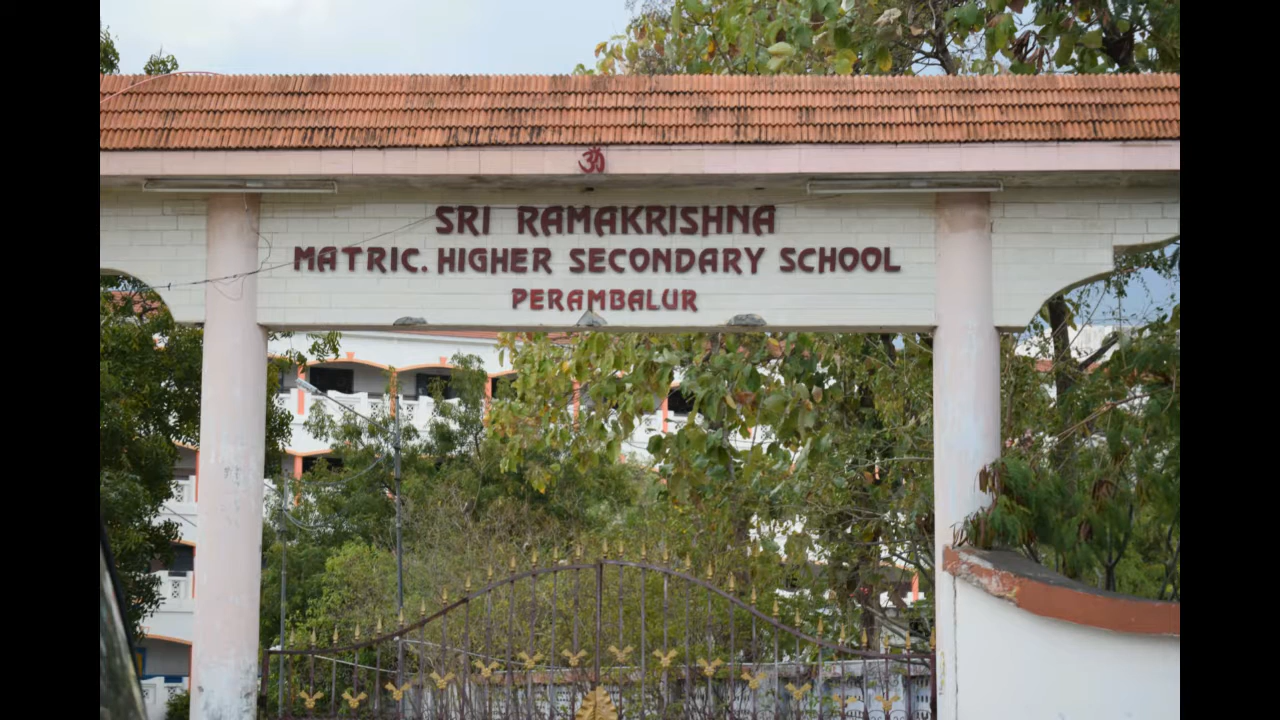 ॐ
SRI RAMAKRISHNA
MATRIC. HIGHER SECONDARY SCHOOL
PERAMBALUR